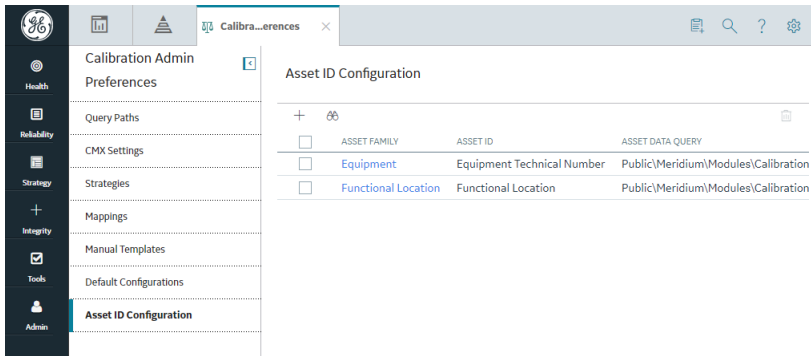 Calibra...erences
Health
Reliability
Strategy
Integrity
Tools
Admin
Calibration Admin
Preferences
Query Paths
CMX Settings
Strategies
Mappings
Manual Templates
Default Configurations
Asset ID Configuration
Asset ID Configuration
ASSET FAMILY ASSET ID ASSET DATA QUERY
Equipment Equipment Technical Number Public\Meridium\Modules\Calibration
Functional Location Functional Location Public\Meridium\Modules\Calibration